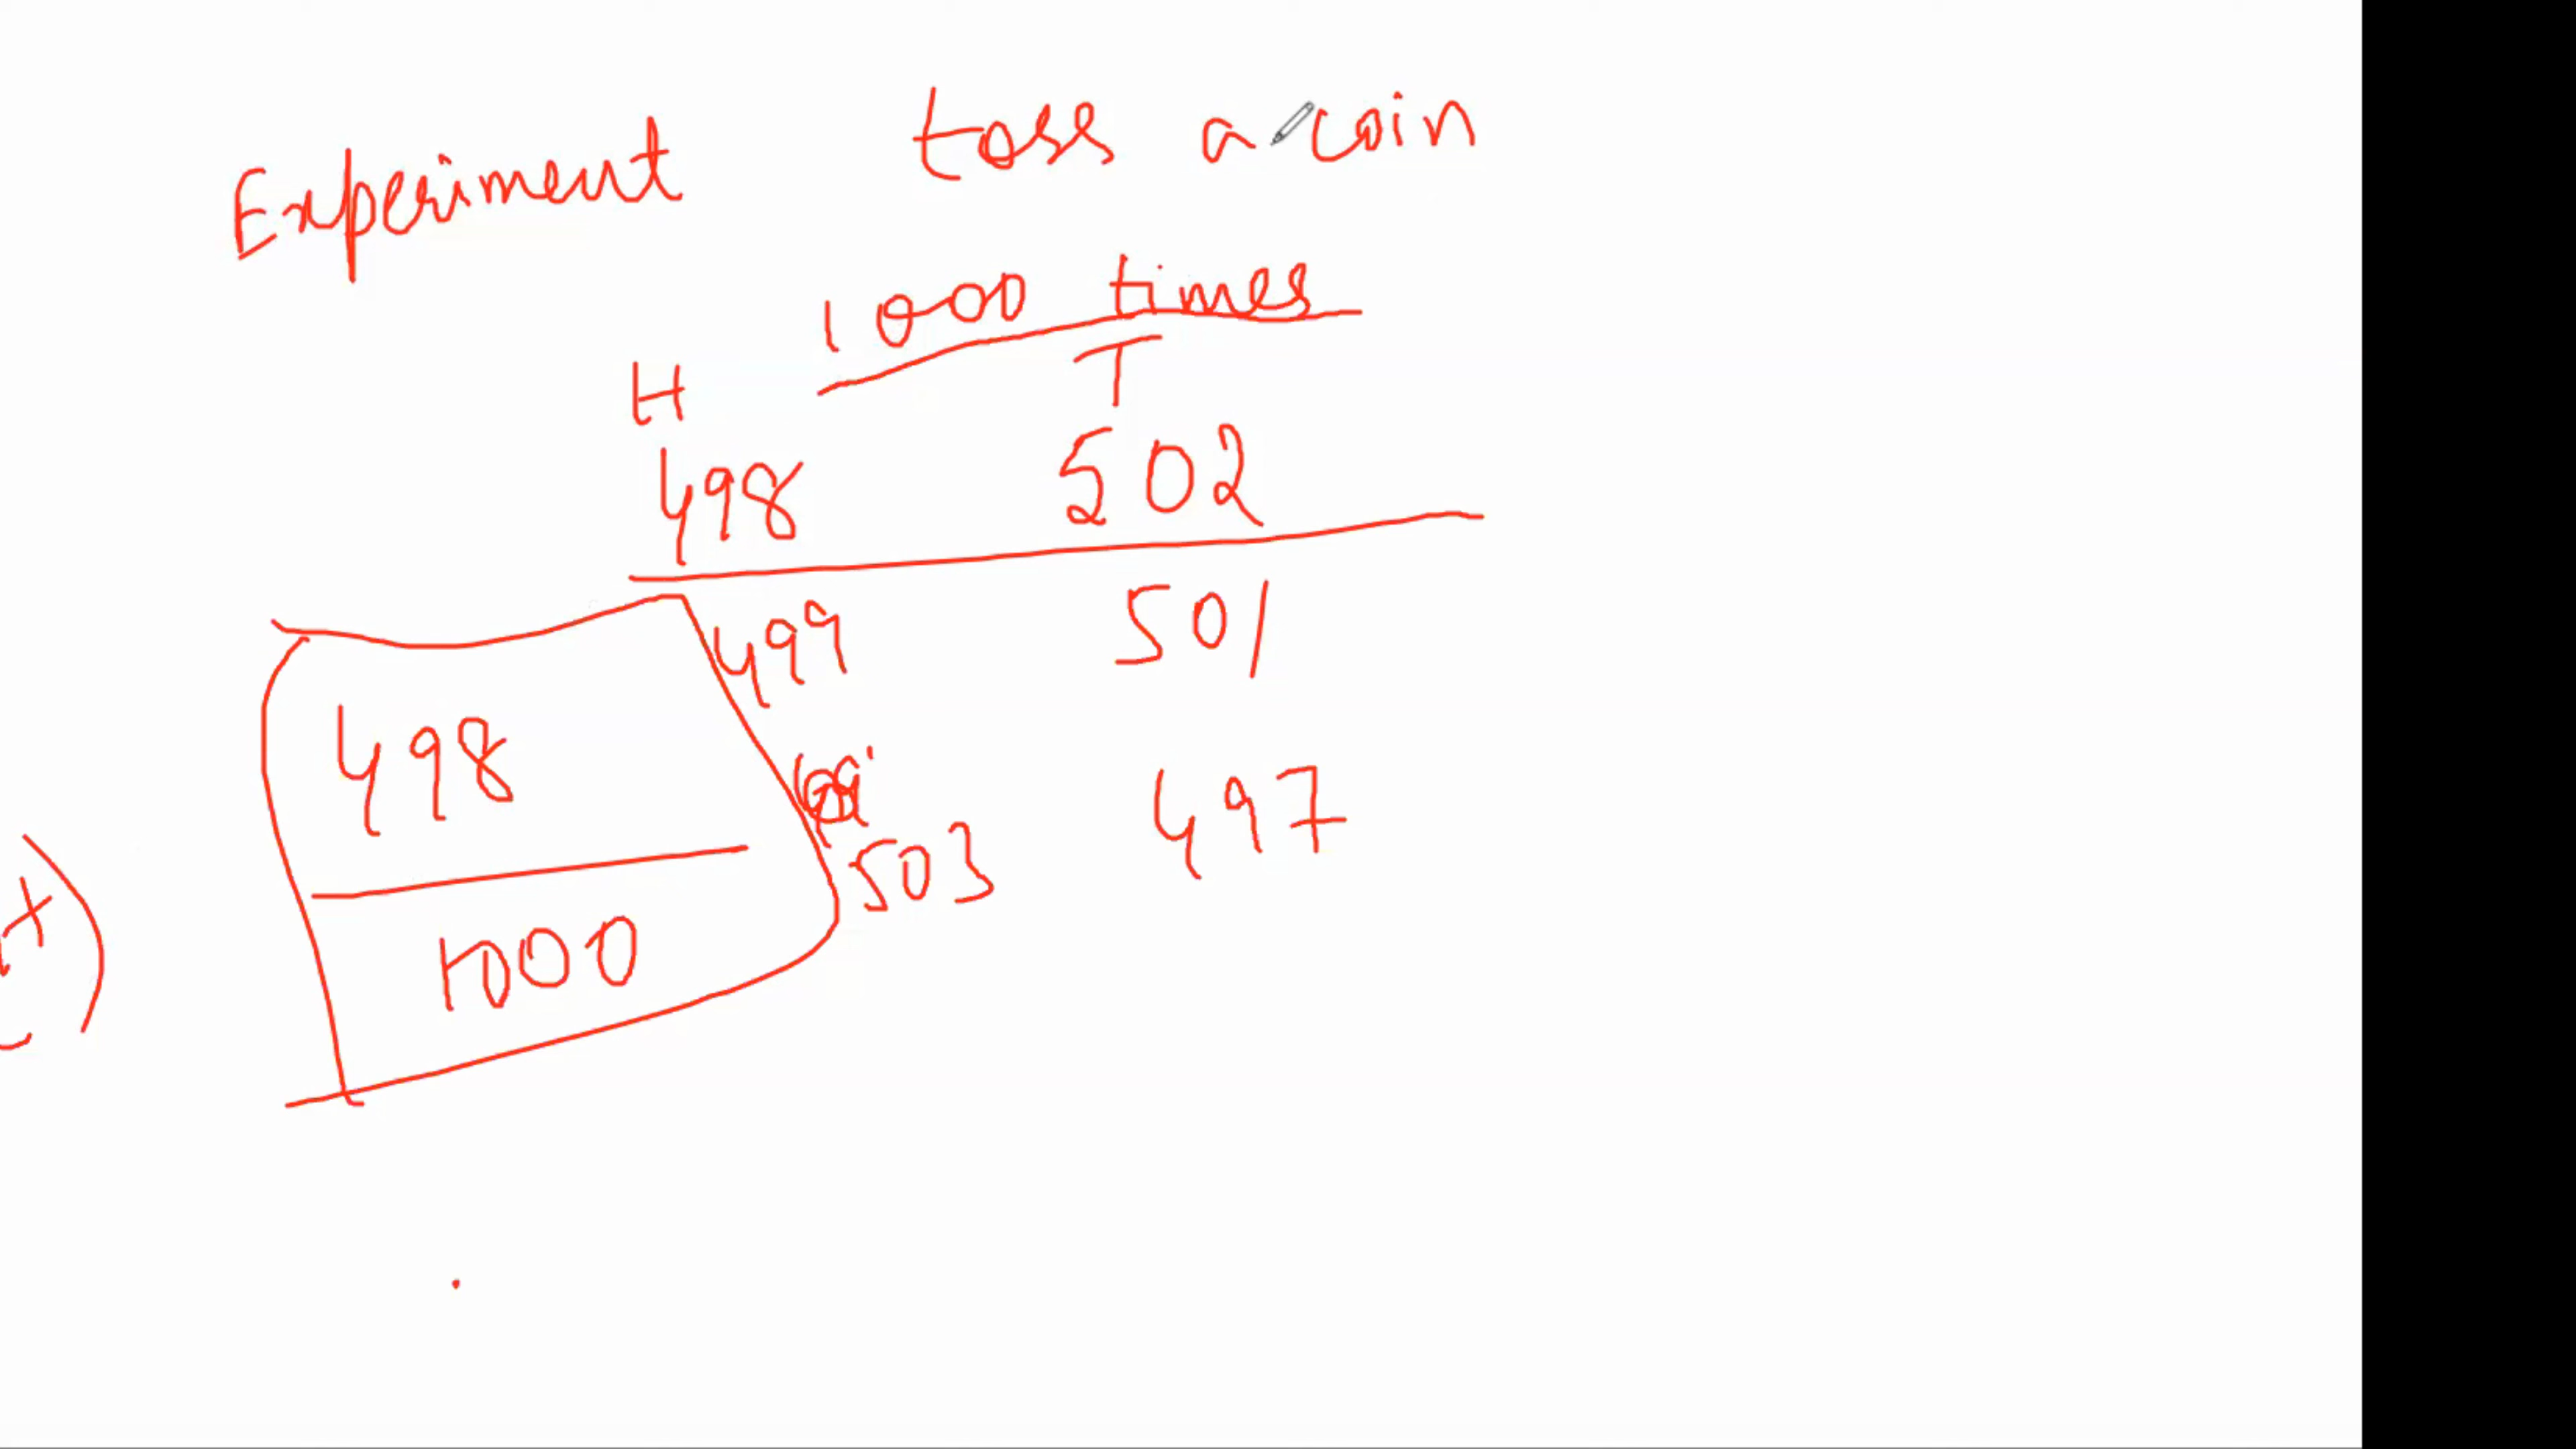 Experiment toss a coin
1000 times
H T
498 502
499 501
503 497
498
1000